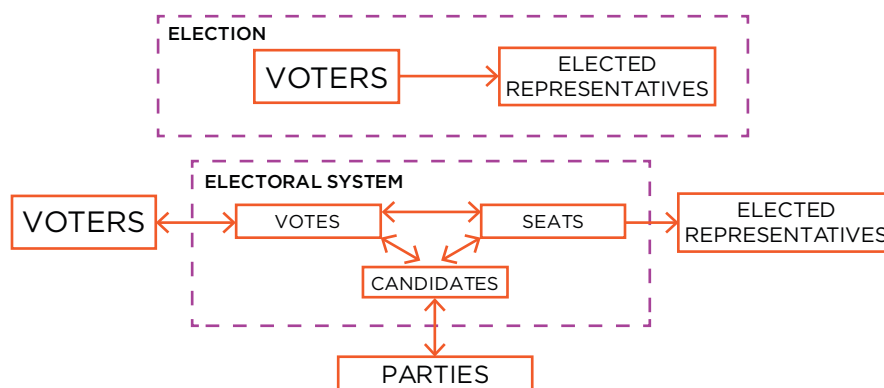 ELECTION
VOTERS
ELECTED
REPRESENTATIVES
ELECTORAL SYSTEM
VOTERS
VOTES
SEATS
ELECTED
REPRESENTATIVES
CANDIDATES
PARTIES